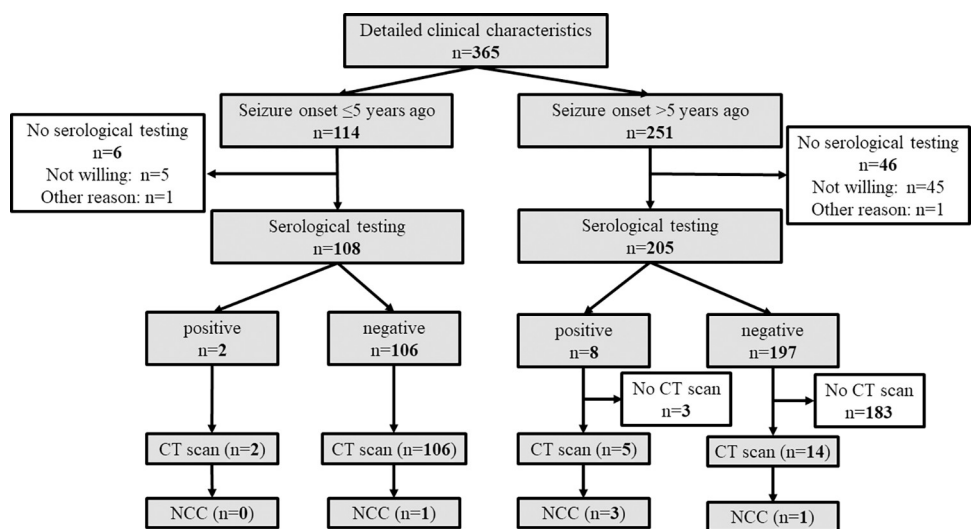 Detailed clinical characteristics
n=365
Seizure onset ≤5 years ago
n=114
Seizure onset >5 years ago
n=251
No serological testing
n=6
Not willing: n=5
Other reason: n=1
No serological testing
n=46
Not willing: n=45
Other reason: n=1
Serological testing
n=108
Serological testing
n=205
positive
n=2
negative
n=106
positive
n=8
negative
n=197
No CT scan
n=3
No CT scan
n=183
CT scan (n=2)
CT scan (n=106)
CT scan (n=5)
CT scan (n=14)
NCC (n=0)
NCC (n=1)
NCC (n=3)
NCC (n=1)